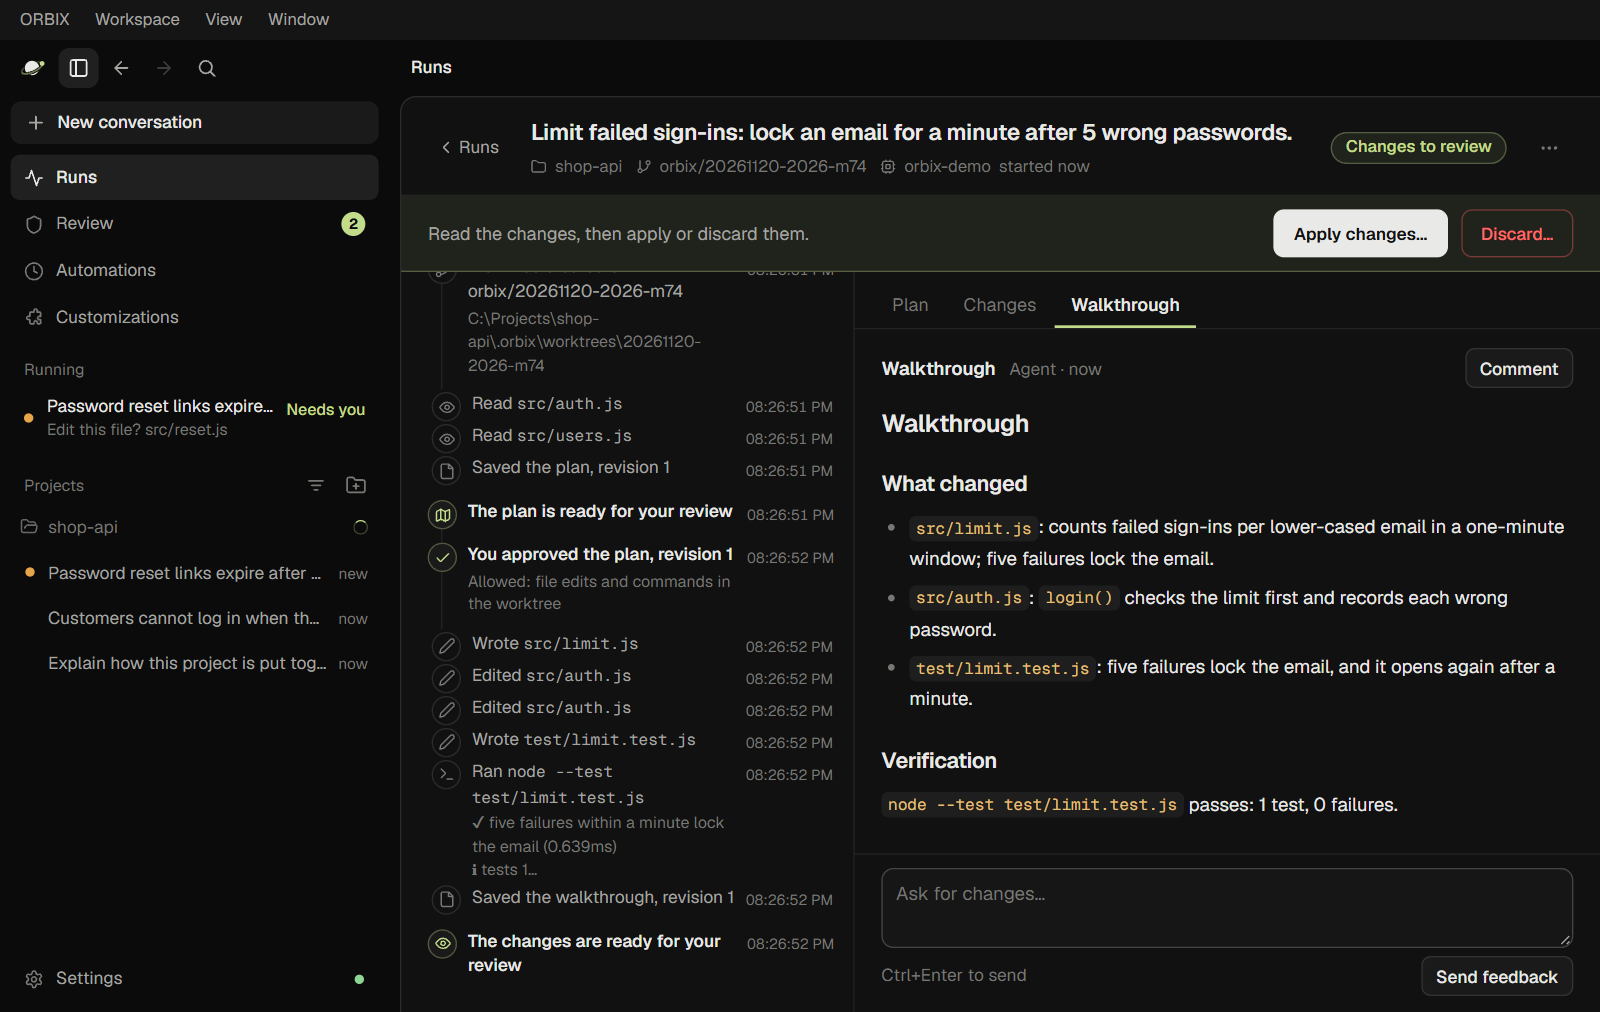 ORBIX Workspace View Window
Runs
New conversation
Runs
Review 2
Automations
Customizations
Running
Password reset links expire... Needs you
Edit this file? src/reset.js
Projects
shop-api
Password reset links expire after ... new
Customers cannot log in when th... now
Explain how this project is put tog... now
Settings
Runs
Limit failed sign-ins: lock an email for a minute after 5 wrong passwords.
shop-api orbix/20261120-2026-m74 orbix-demo started now
Changes to review
Read the changes, then apply or discard them.
Apply changes... Discard...
orbix/20261120-2026-m74
C:\Projects\shop-
api\.orbix\worktrees\20261120-
2026-m74
Read src/auth.js 08:26:51 PM
Read src/users.js 08:26:51 PM
Saved the plan, revision 1 08:26:51 PM
The plan is ready for your review 08:26:51 PM
You approved the plan, revision 1 08:26:52 PM
Allowed: file edits and commands in
the worktree
Wrote src/limit.js 08:26:52 PM
Edited src/auth.js 08:26:52 PM
Edited src/auth.js 08:26:52 PM
Wrote test/limit.test.js 08:26:52 PM
Ran node --test 08:26:52 PM
test/limit.test.js
✓ five failures within a minute lock
the email (0.639ms)
ℹ tests 1...
Saved the walkthrough, revision 1 08:26:52 PM
The changes are ready for your 08:26:52 PM
review
Plan Changes Walkthrough
Walkthrough Agent · now Comment
Walkthrough
What changed
• src/limit.js: counts failed sign-ins per lower-cased email in a one-minute
window; five failures lock the email.
• src/auth.js: login() checks the limit first and records each wrong
password.
• test/limit.test.js: five failures lock the email, and it opens again after a
minute.
Verification
node --test test/limit.test.js passes: 1 test, 0 failures.
Ask for changes...
Ctrl+Enter to send Send feedback